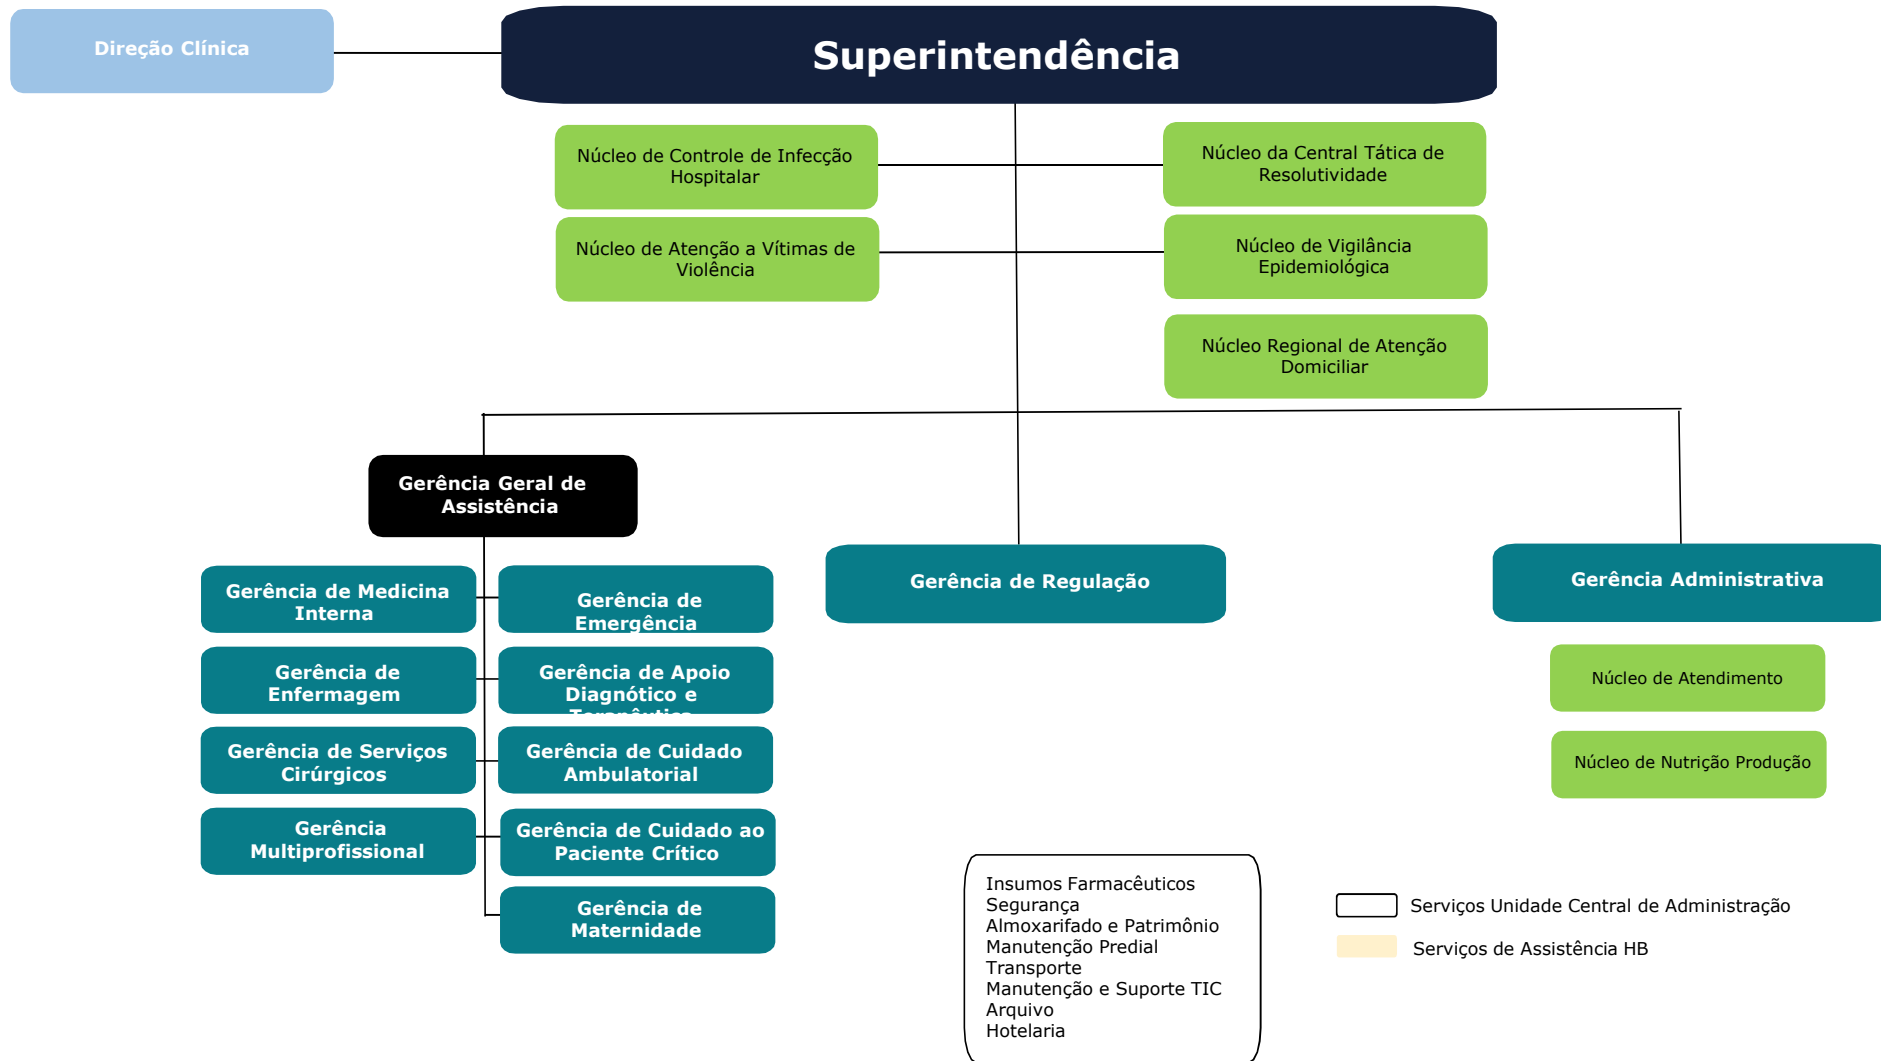 Direção Clínica
Superintendência
Núcleo de Controle de Infecção
Hospitalar
Núcleo da Central Tática de
Resolutividade
Núcleo de Atenção a Vítimas de
Violência
Núcleo de Vigilância
Epidemiológica
Núcleo Regional de Atenção
Domiciliar
Gerência Geral de
Assistência
Gerência de Regulação
Gerência Administrativa
Gerência de Medicina
Interna
Gerência de
Emergência
Gerência de
Enfermagem
Gerência de Apoio
Diagnótico e
Terapêutica
Gerência de Serviços
Cirúrgicos
Gerência de Cuidado
Ambulatorial
Gerência
Multiprofissional
Gerência de Cuidado ao
Paciente Crítico
Gerência de
Maternidade
Núcleo de Atendimento
Núcleo de Nutrição Produção
Insumos Farmacêuticos
Segurança
Almoxarifado e Patrimônio
Manutenção Predial
Transporte
Manutenção e Suporte TIC
Arquivo
Hotelaria
Serviços Unidade Central de Administração
Serviços de Assistência HB